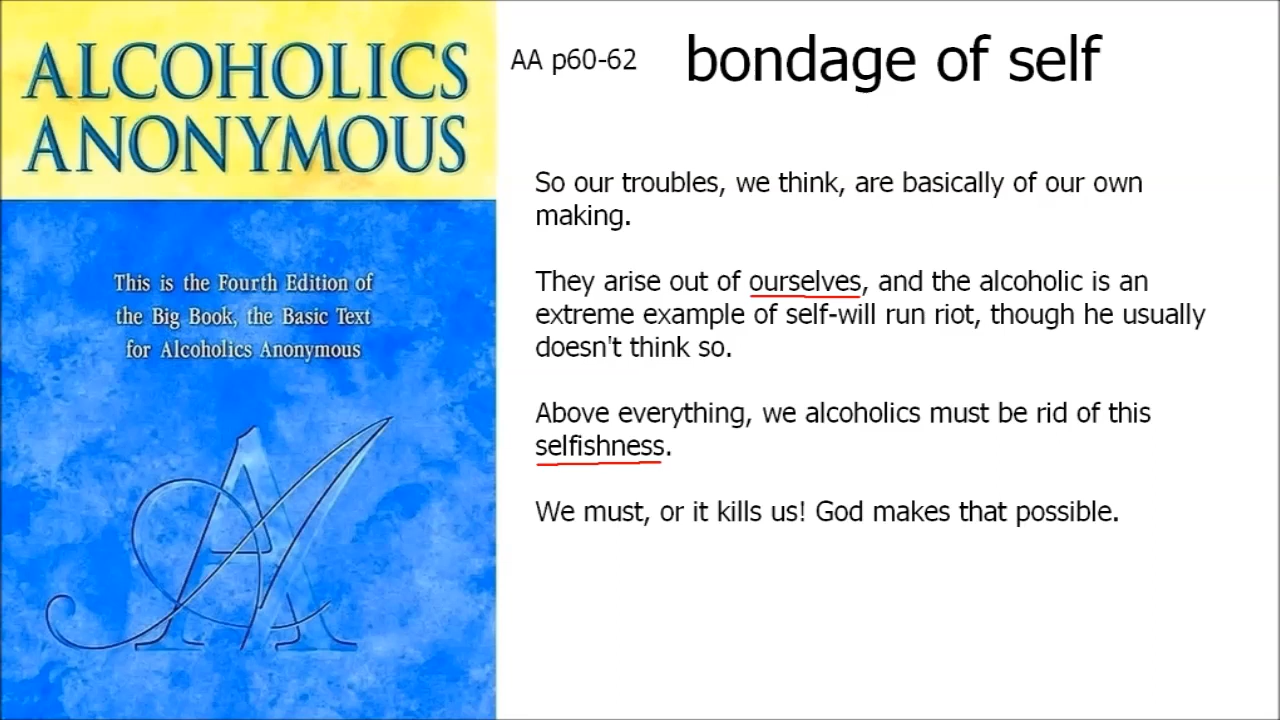 ALCOHOLICS
ANONYMOUS
This is the Fourth Edition of
the Big Book, the Basic Text
for Alcoholics Anonymous
AA
AA p60-62
bondage of self
So our troubles, we think, are basically of our own
making.
They arise out of ourselves, and the alcoholic is an
extreme example of self-will run riot, though he usually
doesn't think so.
Above everything, we alcoholics must be rid of this
selfishness.
We must, or it kills us! God makes that possible.